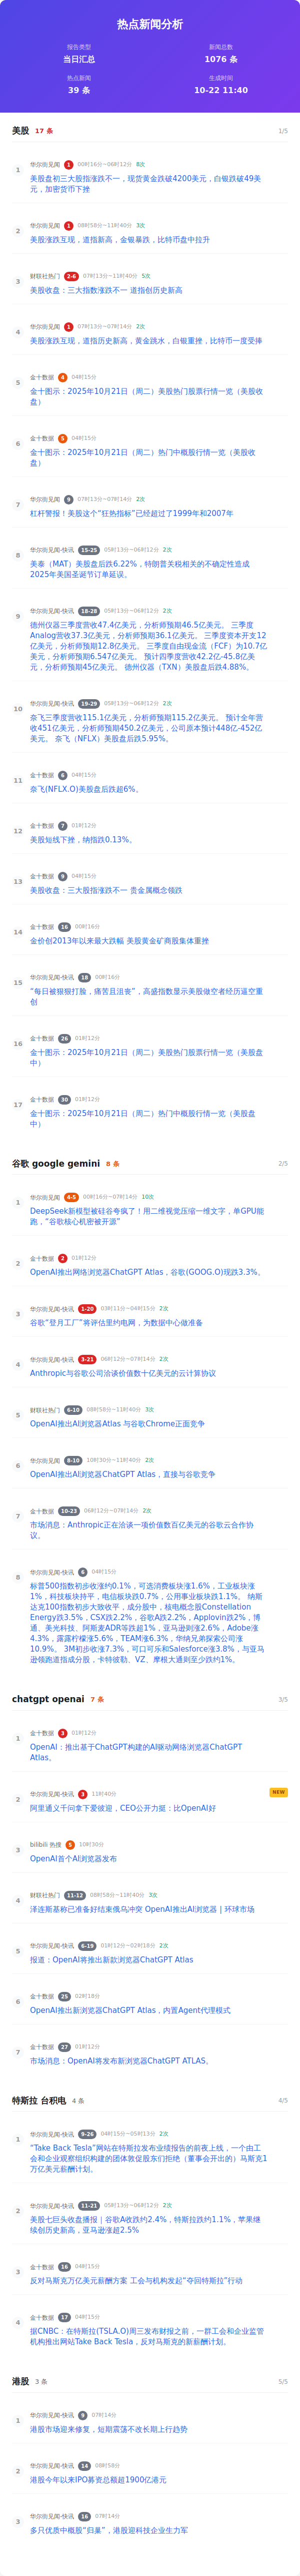 热点新闻分析
报告类型
当日汇总
新闻总数
1076 条
热点新闻
39 条
生成时间
10-22 11:40
美股 17 条 1/5
1
华尔街见闻 1 00时16分~06时12分 8次
美股盘初三大股指涨跌不一，现货黄金跌破4200美元，白银跌破49美
元，加密货币下挫
2
华尔街见闻 1 08时58分~11时40分 3次
美股涨跌互现，道指新高，金银暴跌，比特币盘中拉升
3
财联社热门 2-6 07时13分~11时40分 5次
美股收盘：三大指数涨跌不一 道指创历史新高
4
华尔街见闻 1 07时13分~07时14分 2次
美股涨跌互现，道指历史新高，黄金跳水，白银重挫，比特币一度受捧
5
金十数据 4 04时15分
金十图示：2025年10月21日（周二）美股热门股票行情一览（美股收
盘）
6
金十数据 5 04时15分
金十图示：2025年10月21日（周二）热门中概股行情一览（美股收
盘）
7
华尔街见闻 9 07时13分~07时14分 2次
杠杆警报！美股这个“狂热指标”已经超过了1999年和2007年
8
华尔街见闻-快讯 15-25 05时13分~06时12分 2次
美泰（MAT）美股盘后跌6.22%，特朗普关税相关的不确定性造成
2025年美国圣诞节订单延误。
9
华尔街见闻-快讯 18-28 05时13分~06时12分 2次
德州仪器三季度营收47.4亿美元，分析师预期46.5亿美元。 三季度
Analog营收37.3亿美元，分析师预期36.1亿美元。 三季度资本开支12
亿美元，分析师预期12.8亿美元。 三季度自由现金流（FCF）为10.7亿
美元，分析师预期6.547亿美元。 预计四季度营收42.2亿-45.8亿美
元，分析师预期45亿美元。 德州仪器（TXN）美股盘后跌4.88%。
10
华尔街见闻-快讯 19-29 05时13分~06时12分 2次
奈飞三季度营收115.1亿美元，分析师预期115.2亿美元。 预计全年营
收451亿美元，分析师预期450.2亿美元，公司原本预计448亿-452亿
美元。 奈飞（NFLX）美股盘后跌5.95%。
11
金十数据 6 04时15分
奈飞(NFLX.O)美股盘后跌超6%。
12
金十数据 7 01时12分
美股短线下挫，纳指跌0.13%。
13
金十数据 9 04时15分
美股收盘：三大股指涨跌不一 贵金属概念领跌
14
金十数据 16 00时16分
金价创2013年以来最大跌幅 美股黄金矿商股集体重挫
15
华尔街见闻-快讯 18 00时16分
“每日被狠狠打脸，痛苦且沮丧”，高盛指数显示美股做空者经历逼空重
创
16
金十数据 26 01时12分
金十图示：2025年10月21日（周二）美股热门股票行情一览（美股盘
中）
17
金十数据 30 01时12分
金十图示：2025年10月21日（周二）热门中概股行情一览（美股盘
中）
谷歌 google gemini 8 条 2/5
1
华尔街见闻 4-5 00时16分~07时14分 10次
DeepSeek新模型被硅谷夸疯了！用二维视觉压缩一维文字，单GPU能
跑，“谷歌核心机密被开源”
2
金十数据 2 01时12分
OpenAI推出网络浏览器ChatGPT Atlas，谷歌(GOOG.O)现跌3.3%。
3
华尔街见闻-快讯 1-20 03时11分~04时15分 2次
谷歌“登月工厂”将评估里约电网，为数据中心做准备
4
华尔街见闻-快讯 3-21 06时12分~07时14分 2次
Anthropic与谷歌公司洽谈价值数十亿美元的云计算协议
5
财联社热门 6-10 08时58分~11时40分 3次
OpenAI推出AI浏览器Atlas 与谷歌Chrome正面竞争
6
华尔街见闻 8-10 10时30分~11时40分 2次
OpenAI推出AI浏览器ChatGPT Atlas，直接与谷歌竞争
7
金十数据 10-23 06时12分~07时14分 2次
市场消息：Anthropic正在洽谈一项价值数百亿美元的谷歌云合作协
议。
8
华尔街见闻-快讯 6 04时15分
标普500指数初步收涨约0.1%，可选消费板块涨1.6%，工业板块涨
1%，科技板块持平，电信板块跌0.7%，公用事业板块跌1.1%。 纳斯
达克100指数初步大致收平，成分股中，核电概念股Constellation
Energy跌3.5%，CSX跌2.2%，谷歌A跌2.2%，Applovin跌2%，博
通、美光科技、阿斯麦ADR等跌超1%，亚马逊则涨2.6%，Adobe涨
4.3%，露露柠檬涨5.6%，TEAM涨6.3%，华纳兄弟探索公司涨
10.9%。 3M初步收涨7.3%，可口可乐和Salesforce涨3.8%，与亚马
逊领跑道指成分股，卡特彼勒、VZ、摩根大通则至少跌约1%。
chatgpt openai 7 条 3/5
1
金十数据 3 01时12分
OpenAI：推出基于ChatGPT构建的AI驱动网络浏览器ChatGPT
Atlas。
2
华尔街见闻-快讯 3 11时40分 NEW
阿里通义千问拿下爱彼迎，CEO公开力挺：比OpenAI好
3
bilibili 热搜 5 10时30分
OpenAI首个AI浏览器发布
4
财联社热门 11-12 08时58分~11时40分 3次
泽连斯基称已准备好结束俄乌冲突 OpenAI推出AI浏览器 | 环球市场
5
华尔街见闻-快讯 6-19 01时12分~02时18分 2次
报道：OpenAI将推出新款浏览器ChatGPT Atlas
6
金十数据 25 02时18分
OpenAI推出新浏览器ChatGPT Atlas，内置Agent代理模式
7
金十数据 27 01时12分
市场消息：OpenAI将发布新浏览器ChatGPT ATLAS。
特斯拉 台积电 4 条 4/5
1
华尔街见闻-快讯 9-26 04时15分~05时13分 2次
“Take Back Tesla”网站在特斯拉发布业绩报告的前夜上线，一个由工
会和企业观察组织构建的团体敦促股东们拒绝（董事会开出的）马斯克1
万亿美元薪酬计划。
2
华尔街见闻-快讯 11-21 05时13分~06时12分 2次
美股七巨头收盘播报｜谷歌A收跌约2.4%，特斯拉跌约1.1%，苹果继
续创历史新高，亚马逊涨超2.5%
3
金十数据 16 04时15分
反对马斯克万亿美元薪酬方案 工会与机构发起“夺回特斯拉”行动
4
金十数据 17 04时15分
据CNBC：在特斯拉(TSLA.O)周三发布财报之前，一群工会和企业监管
机构推出网站Take Back Tesla，反对马斯克的新薪酬计划。
港股 3 条 5/5
1
华尔街见闻 9 07时14分
港股市场迎来修复，短期震荡不改长期上行趋势
2
华尔街见闻-快讯 14 08时58分
港股今年以来IPO募资总额超1900亿港元
3
华尔街见闻-快讯 16 07时14分
多只优质中概股“归巢”，港股迎科技企业生力军